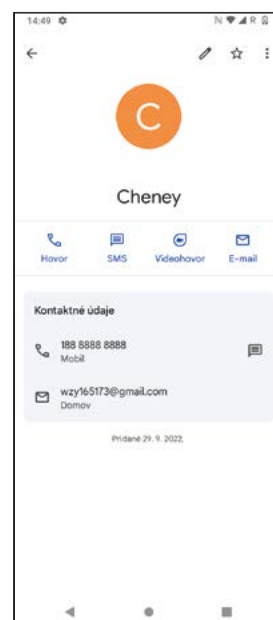 14:49
R
C
Cheney
Hovor SMS Videohovor E-mail
Kontaktné údaje
188 8888 8888
Mobil
wzy165173@gmail.com
Domov
Pridané 29. 9. 2022,